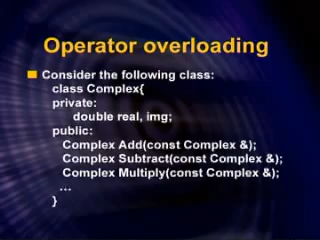 Operator overloading
Consider the following class:
class Complex{
private:
double real, img;
public:
Complex Add(const Complex &);
Complex Subtract(const Complex &);
Complex Multiply(const Complex &);
…
}